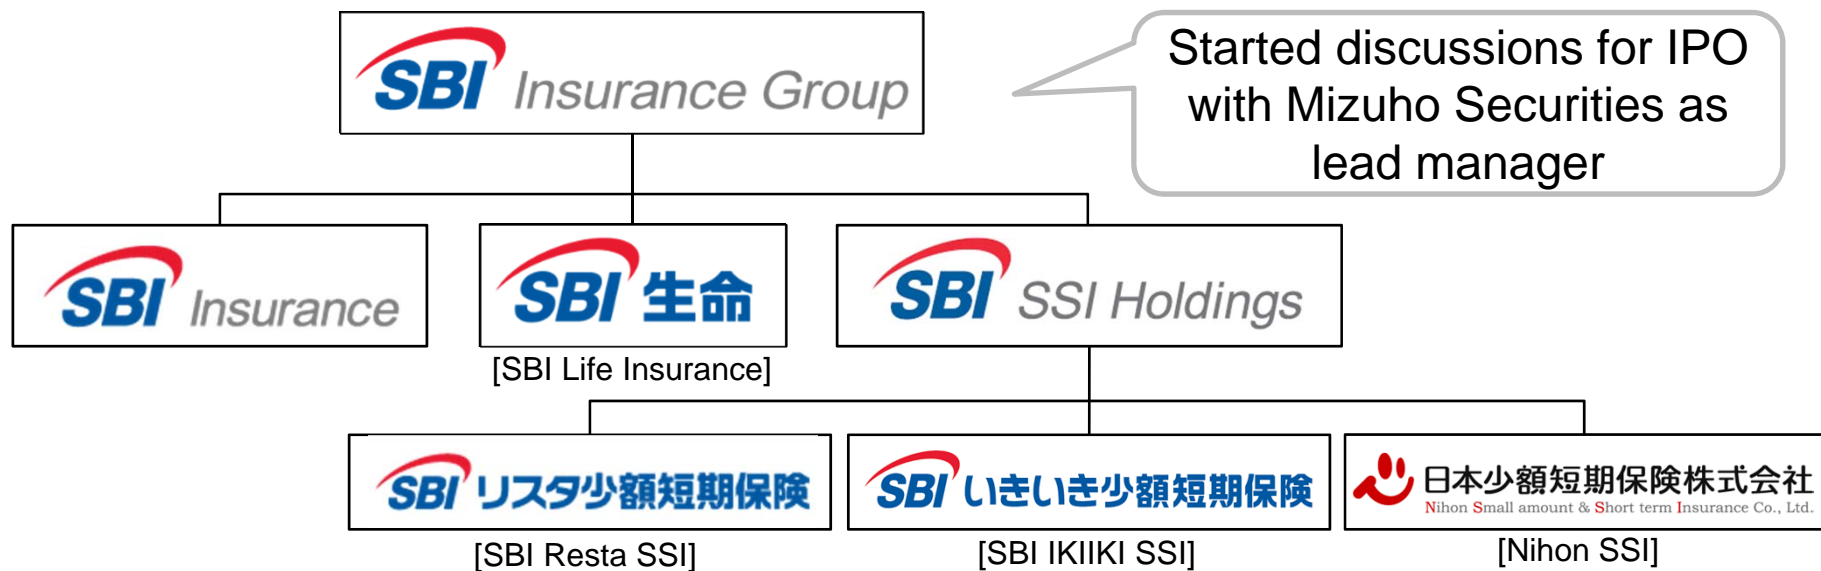 SBI Insurance Group
Started discussions for IPO
with Mizuho Securities as
lead manager
SBI Insurance
SBI 生命
SBI SSI Holdings
[SBI Life Insurance]
SBI リスタ少額短期保険
SBI いきいき少額短期保険
日本少額短期保険株式会社
Nihon Small amount & Short term Insurance Co., Ltd.
[SBI Resta SSI]
[SBI IKIIKI SSI]
[Nihon SSI]